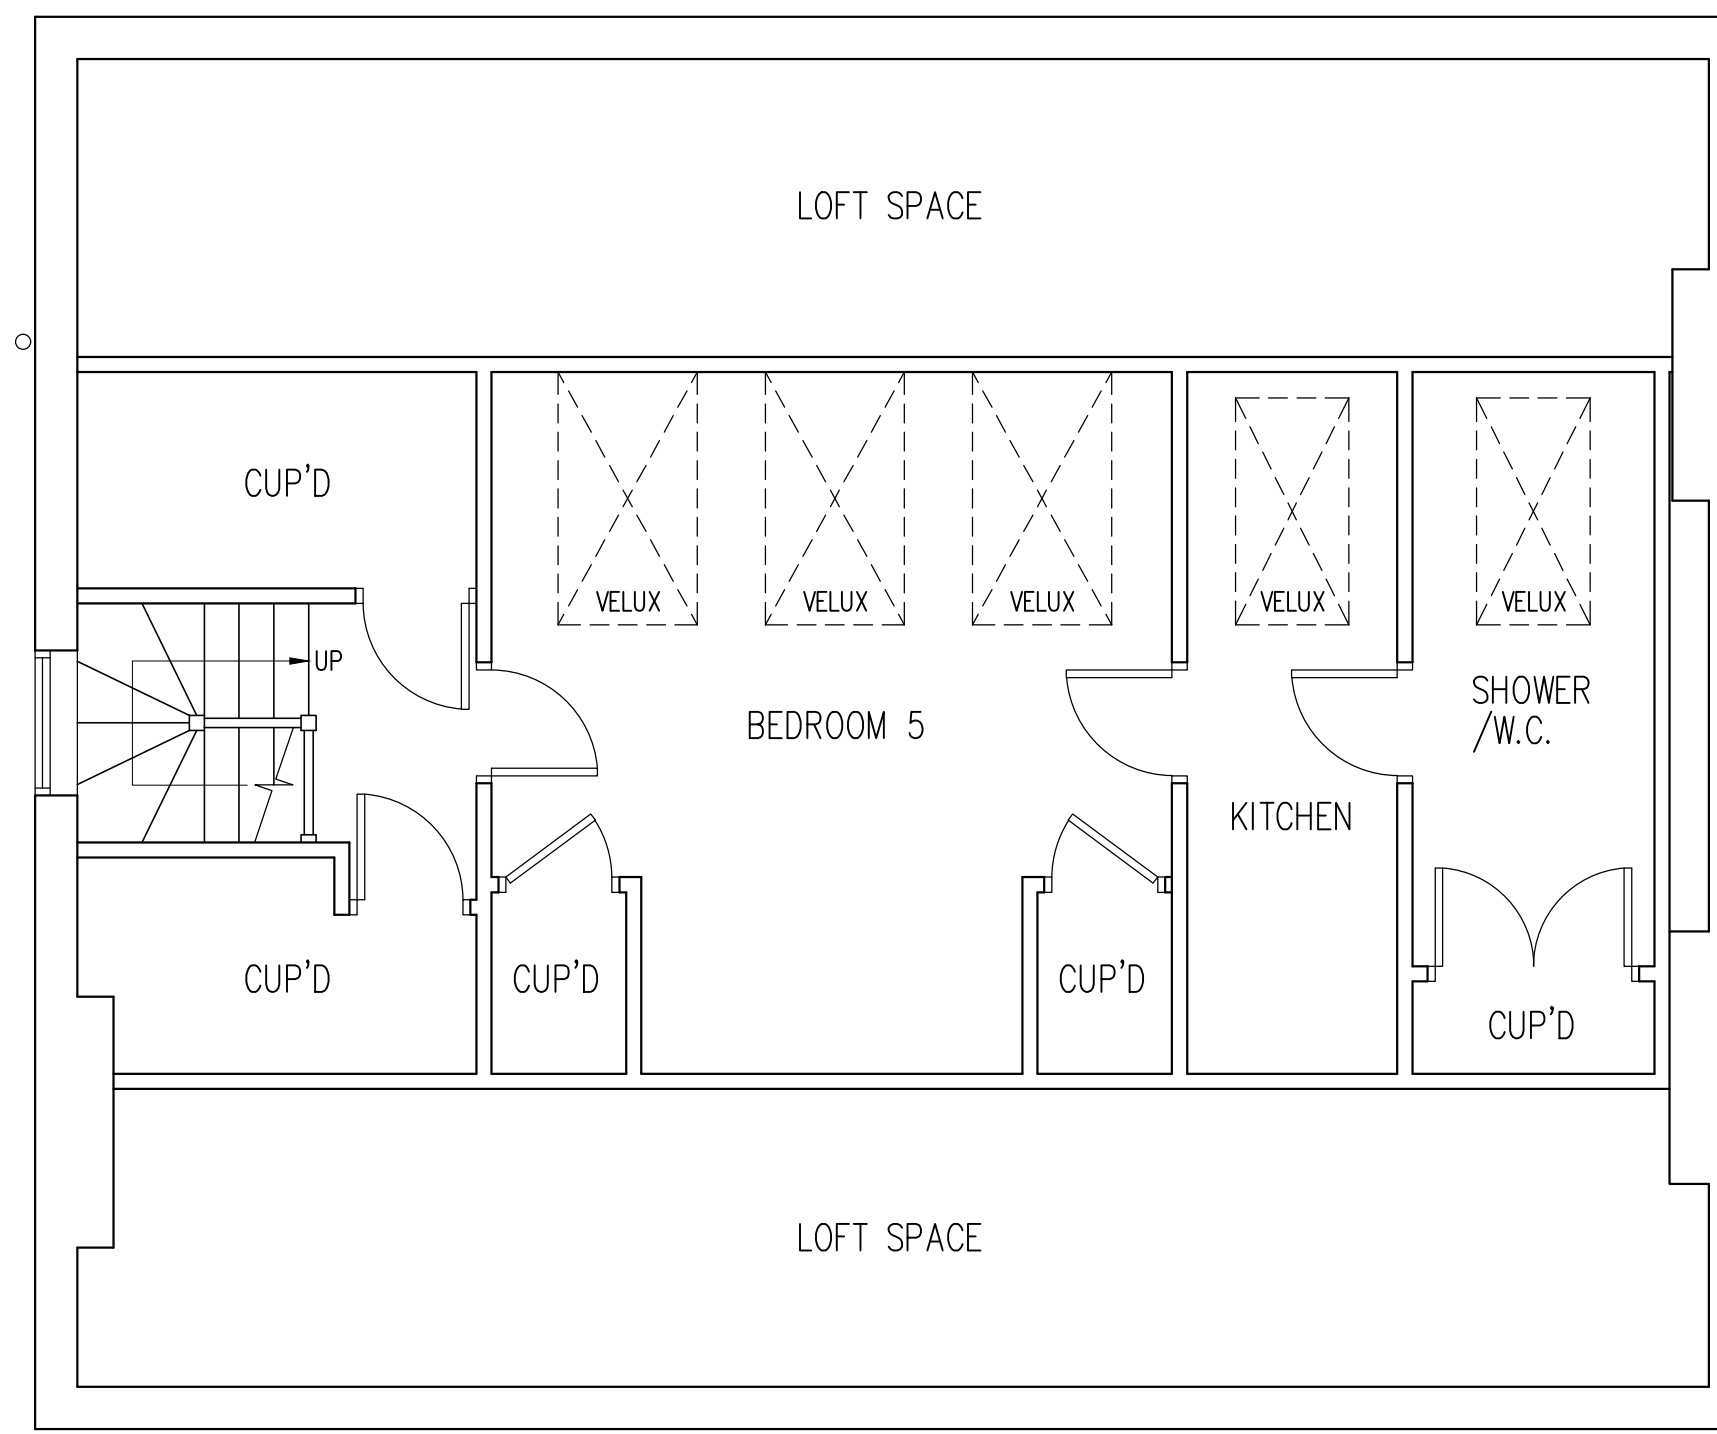 LOFT SPACE
CUP'D
VELUX
VELUX
VELUX
VELUX
VELUX
UP
BEDROOM 5
SHOWER
/W.C.
KITCHEN
CUP'D
CUP'D
CUP'D
CUP'D
LOFT SPACE